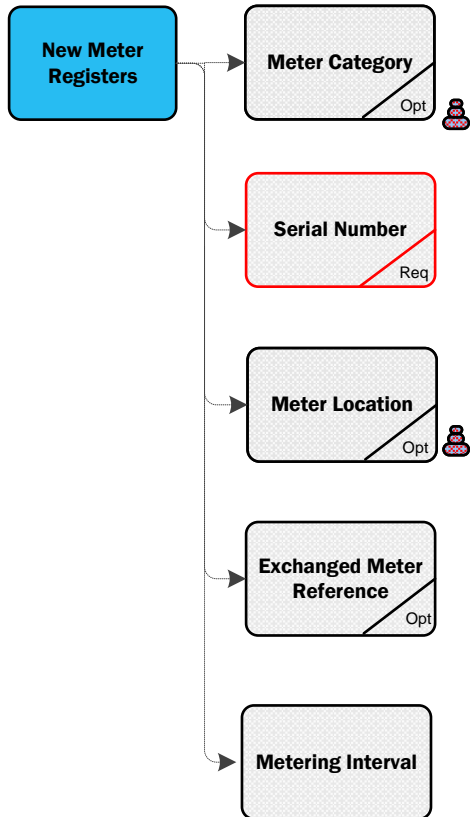 New Meter
Registers
Meter Category
Opt
Serial Number
Req
Meter Location
Opt
Exchanged Meter
Reference
Opt
Metering Interval